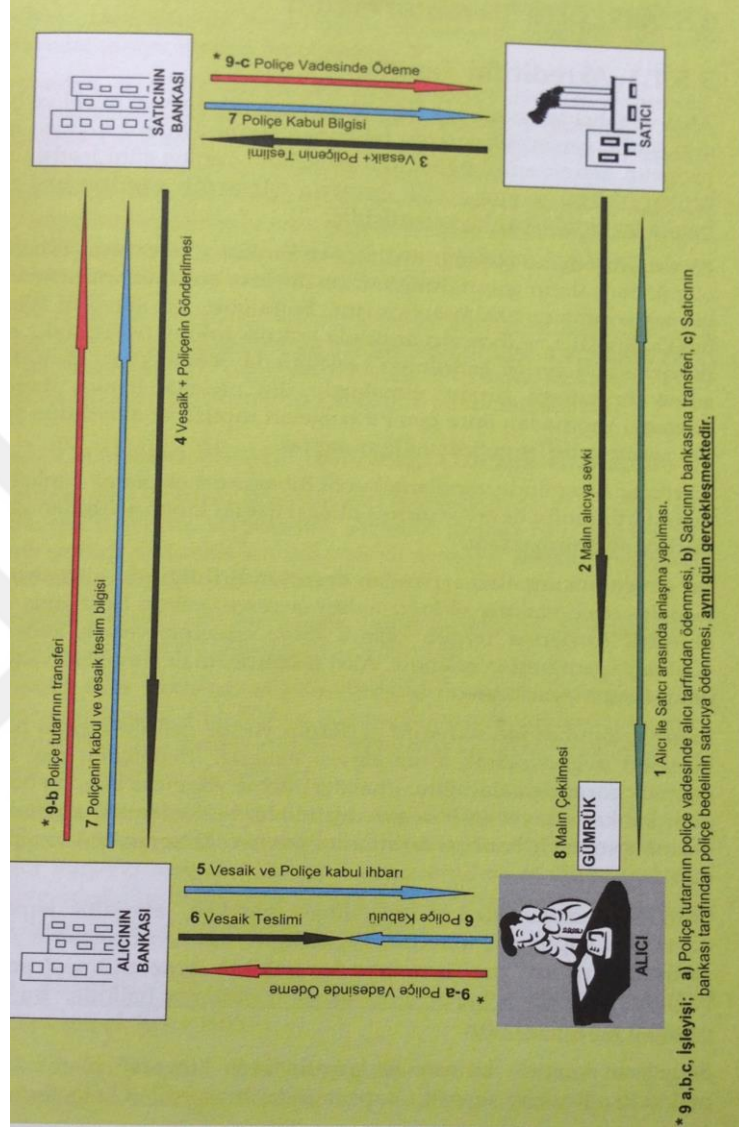 ALICININ
BANKASI
SATICININ
BANKASI
* 9-b Poliçe tutarının transferi
7 Poliçenin kabul ve vesaik teslim bilgisi
4 Vesaik + Poliçenin Gönderilmesi
5 Vesaik ve Poliçe kabul ihbarı
6 Vesaik Teslimi
6 Poliçe Kabulü
* 9-a Poliçe Vadesinde Ödeme
* 9-c Poliçe Vadesinde Ödeme
7 Poliçe Kabul Bilgisi
3 Vesaik+ Poliçenin Teslimi
8 Malın Çekilmesi
GÜMRÜK
2 Malın alıcıya sevki
ALICI
SATICI
1 Alıcı ile Satıcı arasında anlaşma yapılması.
* 9 a,b,c, İşleyişi; a) Poliçe tutarının poliçe vadesinde alıcı tarfından ödenmesi, b) Satıcının bankasına transferi, c) Satıcının
bankası tarafından poliçe bedelinin satıcıya ödenmesi, aynı gün gerçekleşmektedir.